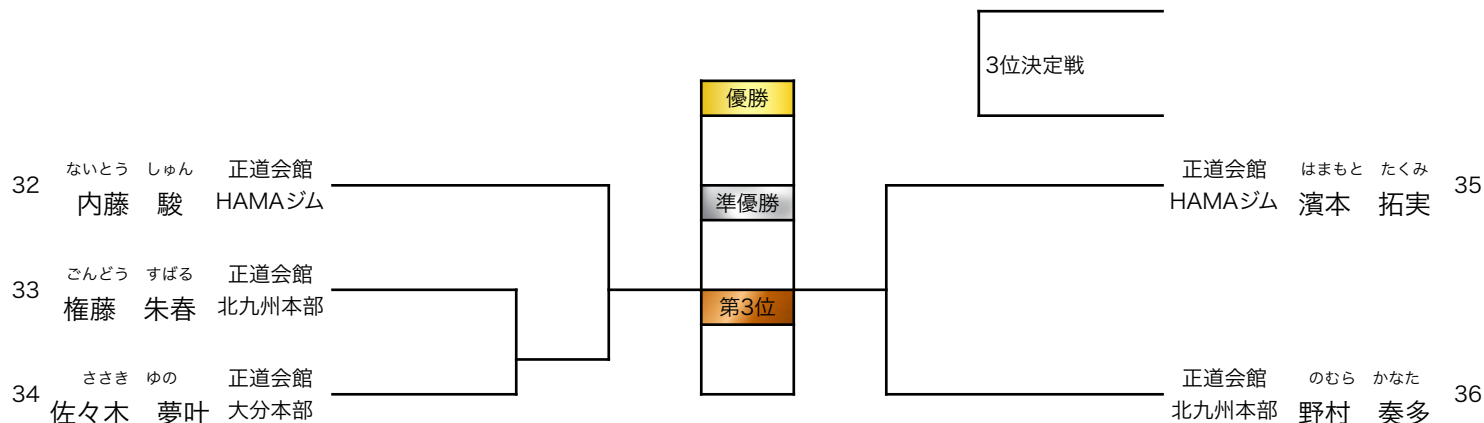 3位決定戦
優勝
準優勝
第3位
32
ないとう しゅん
内藤 駿
正道会館
HAMAジム
33
ごんどう すばる
権藤 朱春
正道会館
北九州本部
34
ささき ゆの
佐々木 夢叶
正道会館
大分本部
正道会館
HAMAジム
はまもと たくみ
濱本 拓実
35
正道会館
北九州本部
のむら かなた
野村 奏多
36